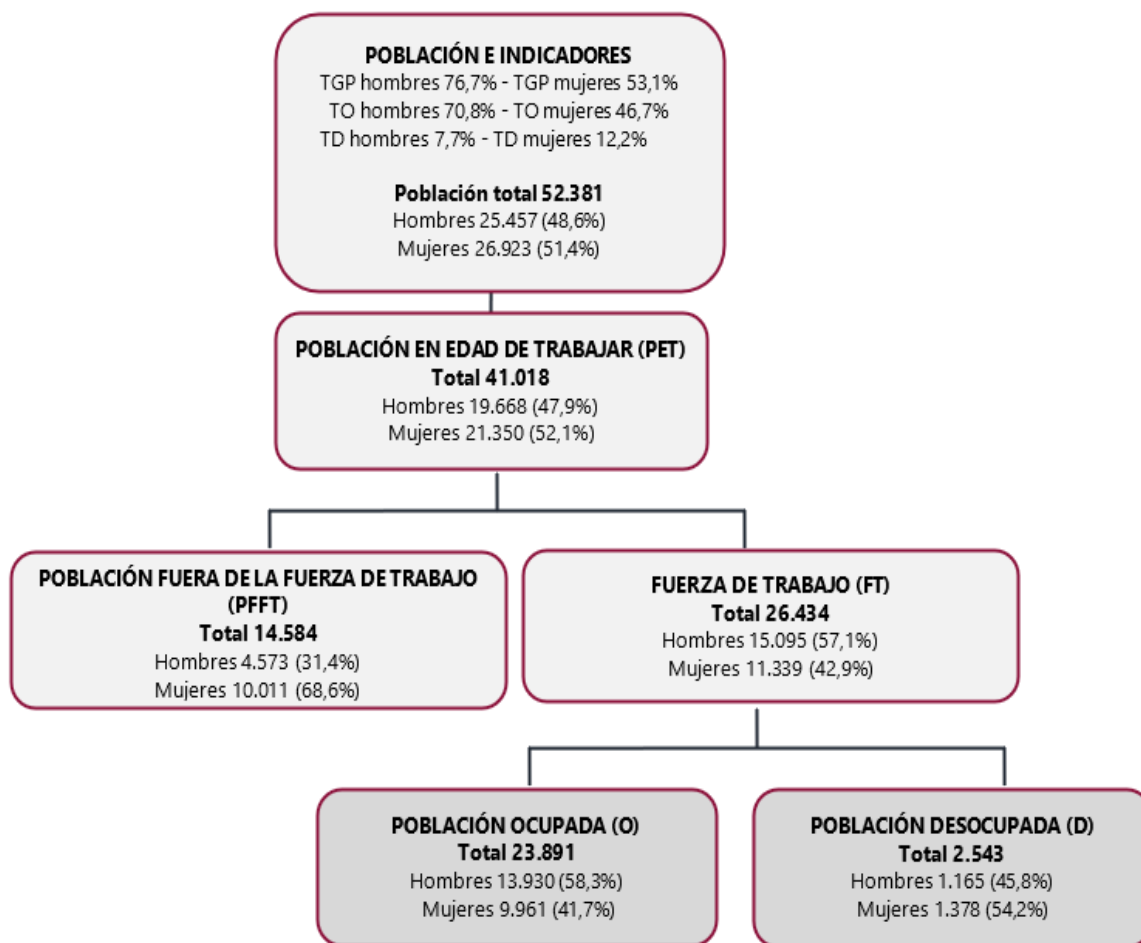 POBLACIÓN E INDICADORES
TGP hombres 76,7% - TGP mujeres 53,1%
TO hombres 70,8% - TO mujeres 46,7%
TD hombres 7,7% - TD mujeres 12,2%
Población total 52.381
Hombres 25.457 (48,6%)
Mujeres 26.923 (51,4%)
POBLACIÓN EN EDAD DE TRABAJAR (PET)
Total 41.018
Hombres 19.668 (47,9%)
Mujeres 21.350 (52,1%)
POBLACIÓN FUERA DE LA FUERZA DE TRABAJO
(PFFT)
Total 14.584
Hombres 4.573 (31,4%)
Mujeres 10.011 (68,6%)
FUERZA DE TRABAJO (FT)
Total 26.434
Hombres 15.095 (57,1%)
Mujeres 11.339 (42,9%)
POBLACIÓN OCUPADA (O)
Total 23.891
Hombres 13.930 (58,3%)
Mujeres 9.961 (41,7%)
POBLACIÓN DESOCUPADA (D)
Total 2.543
Hombres 1.165 (45,8%)
Mujeres 1.378 (54,2%)